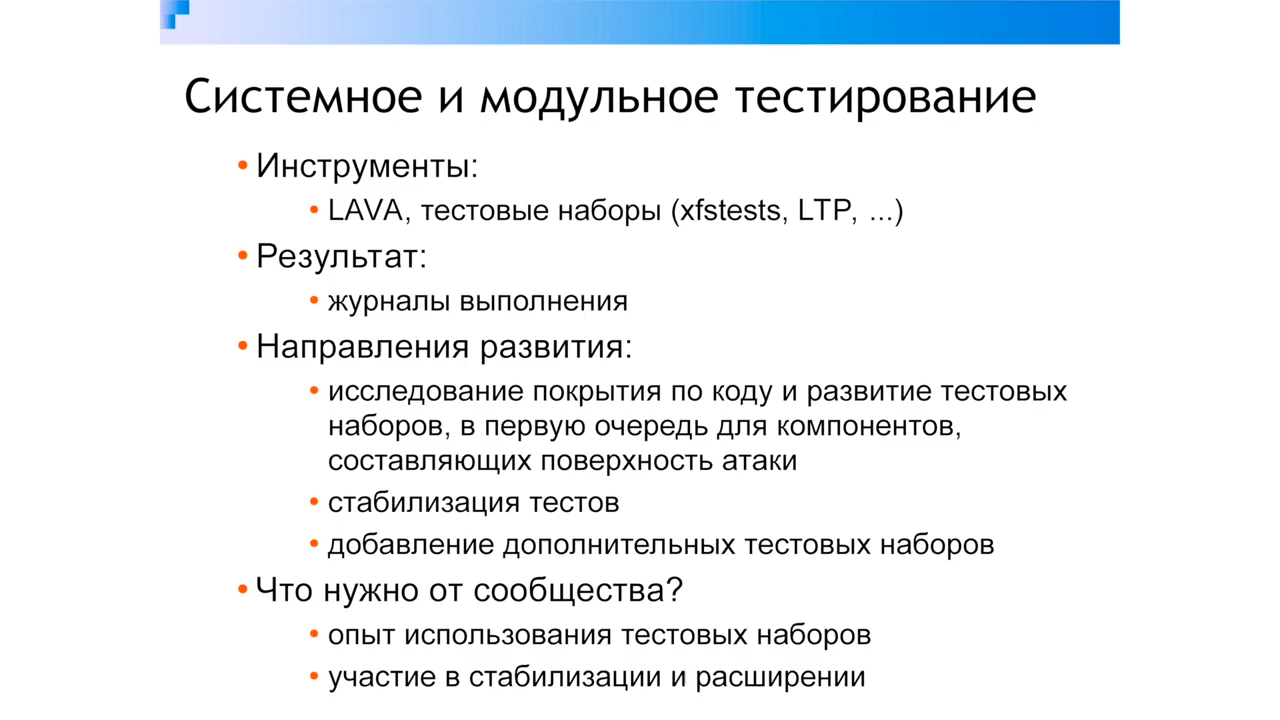 Системное и модульное тестирование
• Инструменты:
• LAVA, тестовые наборы (xfstests, LTP, ...)
• Результат:
• журналы выполнения
• Направления развития:
• исследование покрытия по коду и развитие тестовых
наборов, в первую очередь для компонентов,
составляющих поверхность атаки
• стабилизация тестов
• добавление дополнительных тестовых наборов
• Что нужно от сообщества?
• опыт использования тестовых наборов
• участие в стабилизации и расширении